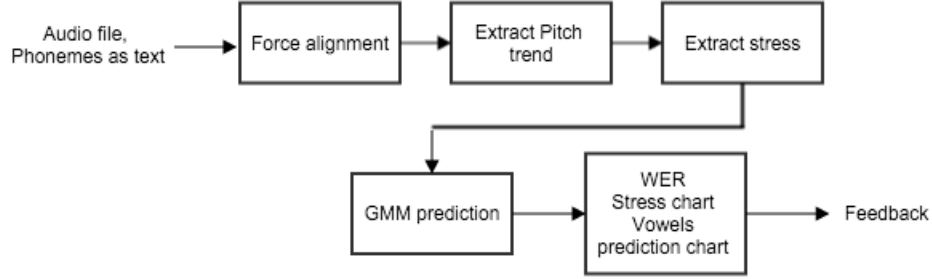 Audio file,
Phonemes as text
Force alignment
Extract Pitch
trend
Extract stress
GMM prediction
WER
Stress chart
Vowels
prediction chart
Feedback